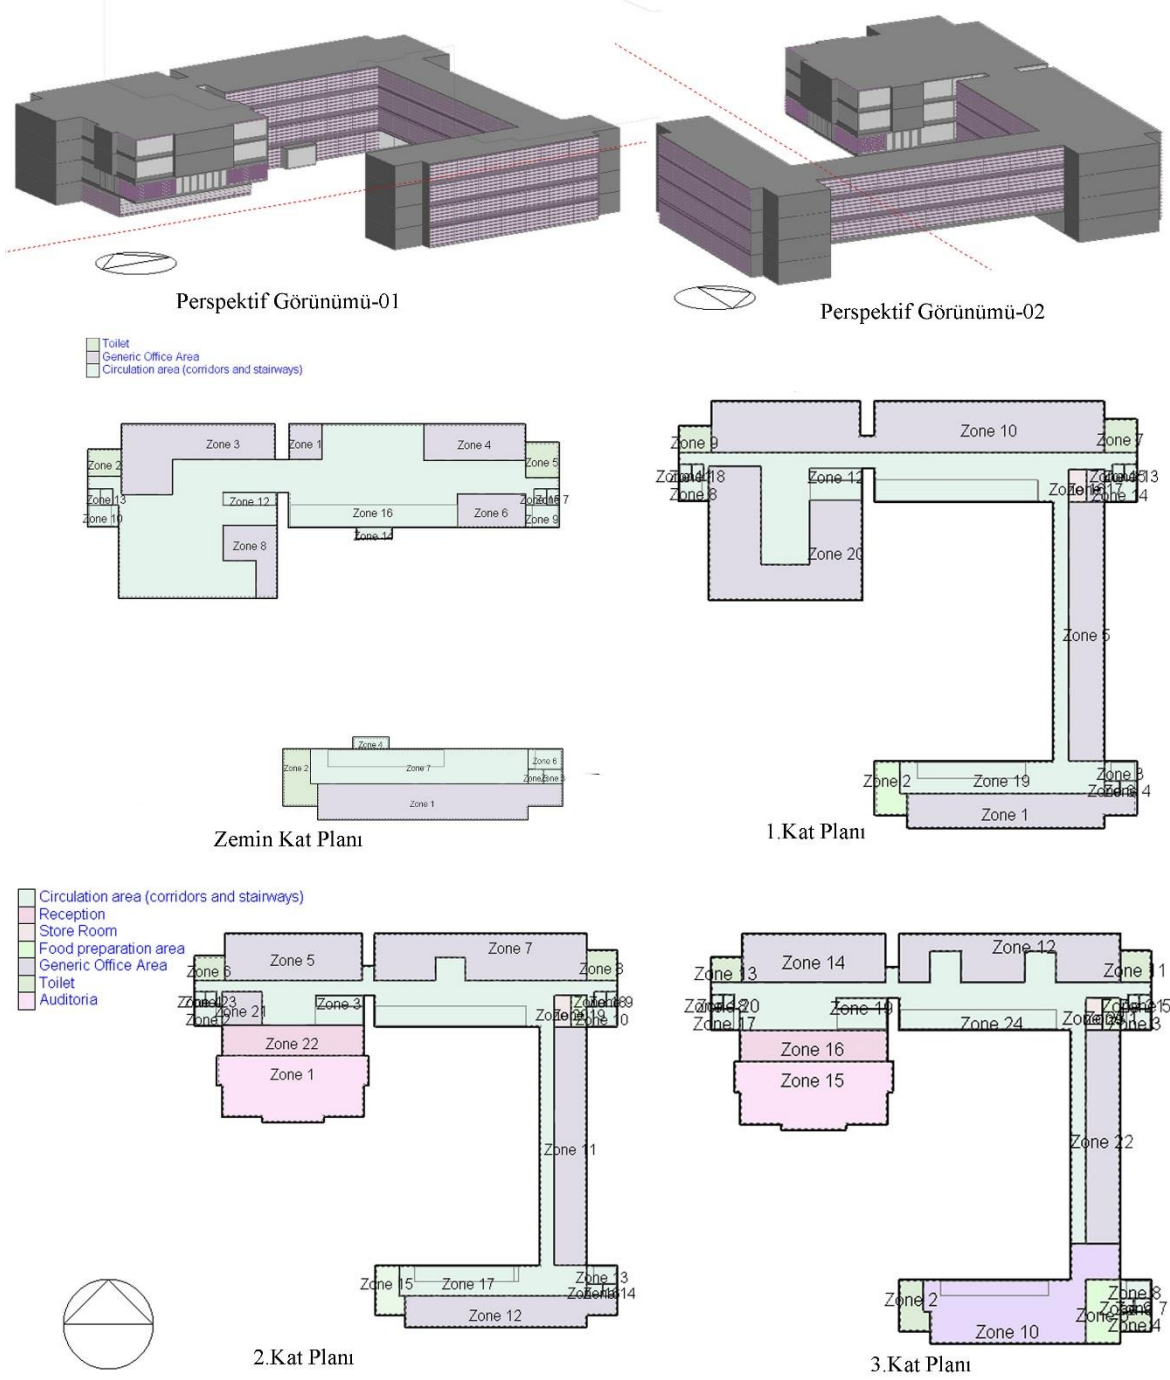 Perspektif Görünümü-01
Perspektif Görünümü-02
Toilet
Generic Office Area
Circulation area (corridors and stairways)
Zone 3
Zone 1
Zone 4
Zone 2
Zone 5
Zone 13
Zone 12
Zone 10
Zone 16
Zone 6
Zone 9
Zone 14
Zone 8
Zone 4
Zone 2
Zone 7
Zone 6
Zone 1
Zemin Kat Planı
Zone 10
Zone 9
Zone 7
Zone 12
Zone 8
Zone 14
Zone 20
Zone 5
Zone 2
Zone 19
Zone 1
1.Kat Planı
Circulation area (corridors and stairways)
Reception
Store Room
Food preparation area
Generic Office Area
Toilet
Auditoria
Zone 5
Zone 7
Zone 6
Zone 8
Zone 3
Zone 21
Zone 2
Zone 10
Zone 22
Zone 1
Zone 11
Zone 15
Zone 17
Zone 13
Zone 12
2.Kat Planı
Zone 14
Zone 12
Zone 13
Zone 11
Zone 19
Zone 17
Zone 24
Zone 3
Zone 16
Zone 15
Zone 22
Zone 2
Zone 8
Zone 4
Zone 10
3.Kat Planı